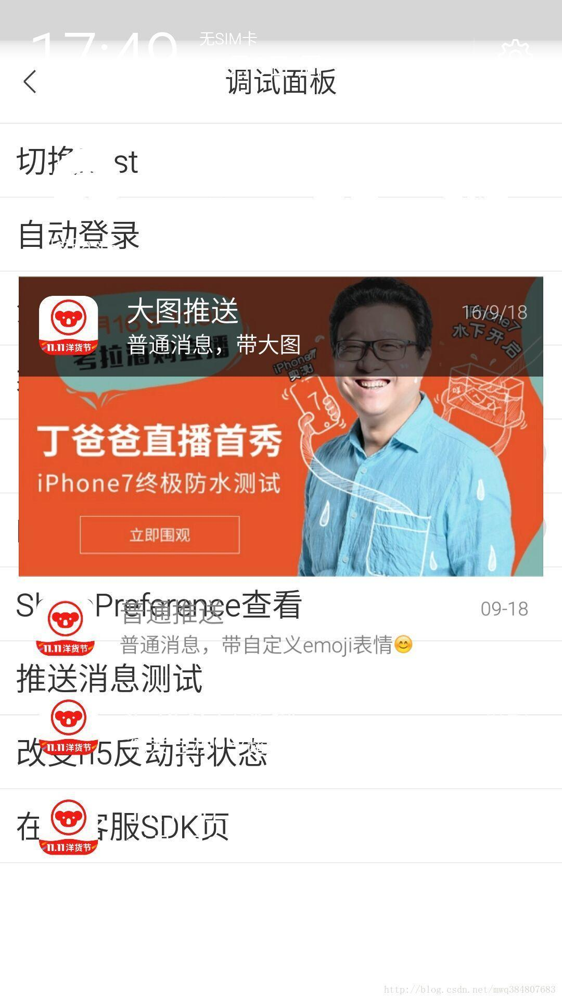 17:49
无SIM卡
调试面板
st
自动登录
大图推送
16/9/18
普通消息，带大图
11.11洋货节
考拉海购直播
iPhone7
水下开启
iPhone7
实测
丁爸爸直播首秀
iPhone7终极防水测试
立即围观
Preference查看
普通推送
09-18
11.11洋货节
普通消息，带自定义emoji表情😊
推送消息测试
11.11洋货节
改变h5反劫持状态
11.11洋货节
在客服SDK页
http://blog.csdn.net/mwq384807683